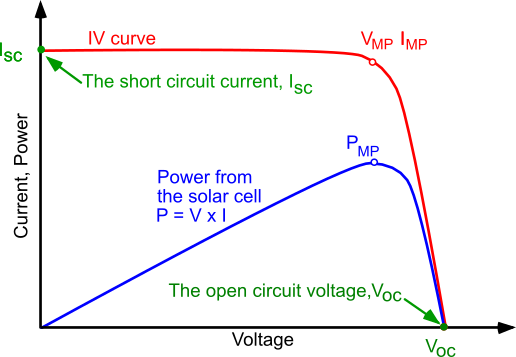 IV curve
V_MP I_MP
I_SC
The short circuit current, I_SC
P_MP
Current, Power
Power from
the solar cell
P = V x I
The open circuit voltage,V_OC
Voltage
V_OC